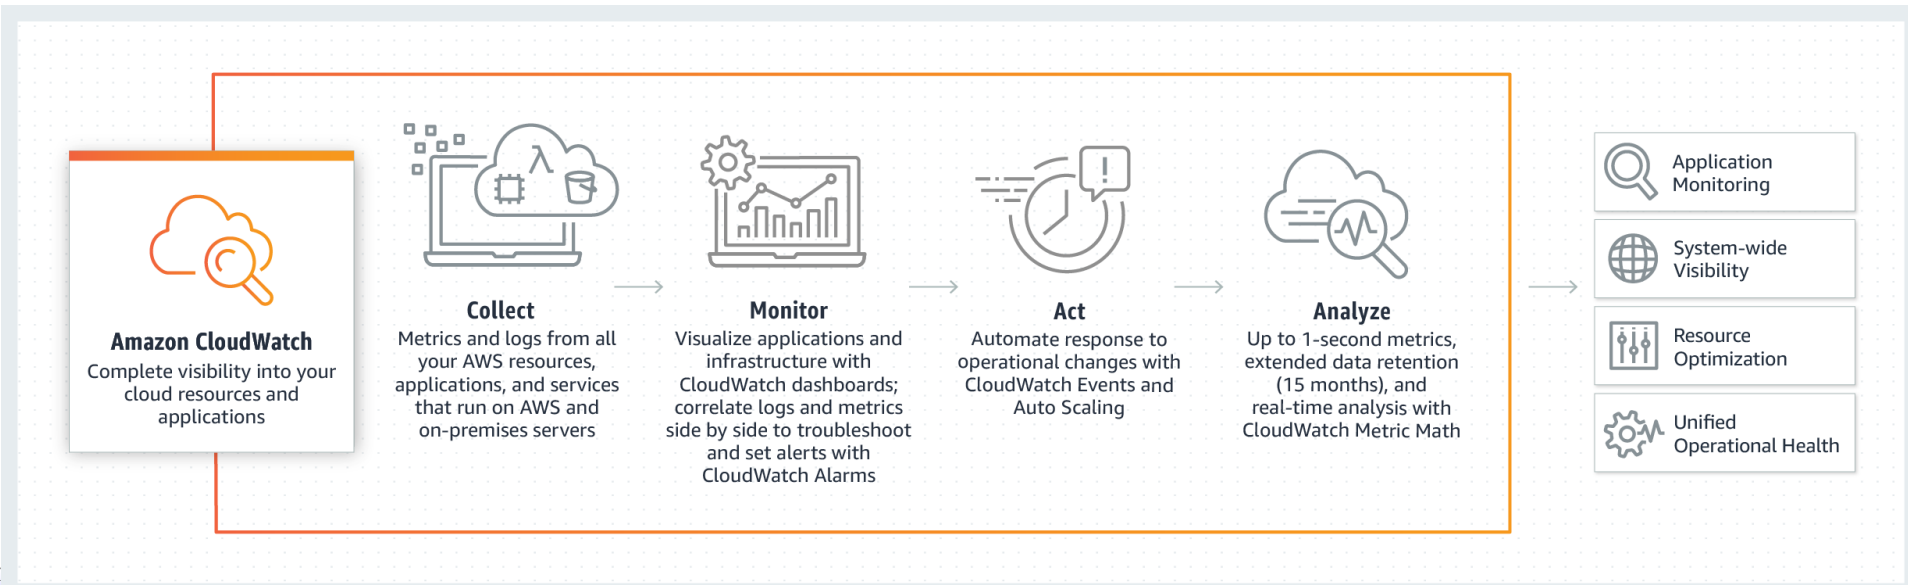 Amazon CloudWatch
Complete visibility into your
cloud resources and
applications
Collect
Metrics and logs from all
your AWS resources,
applications, and services
that run on AWS and
on-premises servers
Monitor
Visualize applications and
infrastructure with
CloudWatch dashboards;
correlate logs and metrics
side by side to troubleshoot
and set alerts with
CloudWatch Alarms
Act
Automate response to
operational changes with
CloudWatch Events and
Auto Scaling
Analyze
Up to 1-second metrics,
extended data retention
(15 months), and
real-time analysis with
CloudWatch Metric Math
Application
Monitoring
System-wide
Visibility
Resource
Optimization
Unified
Operational Health